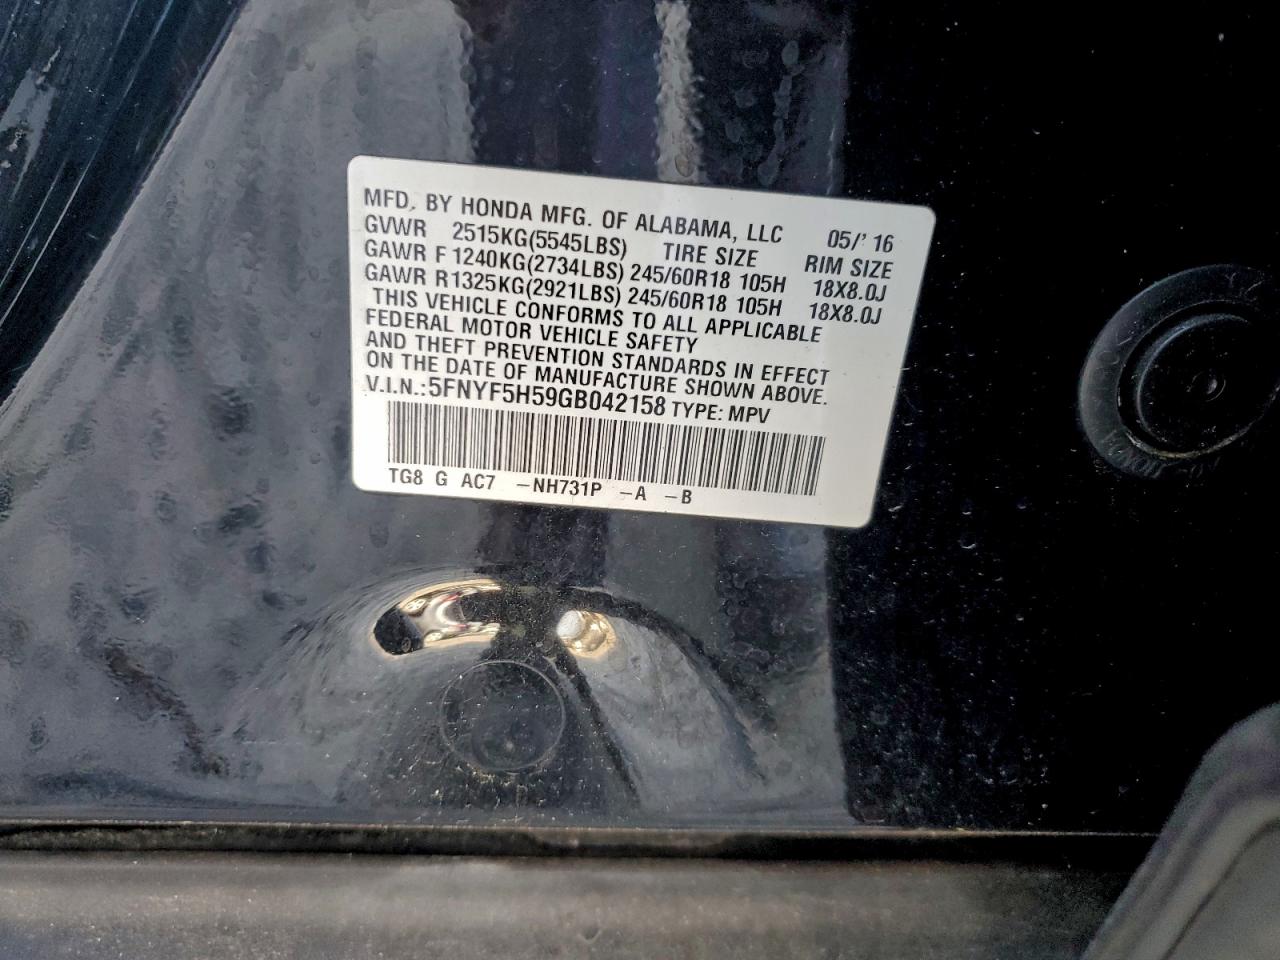 MFD. BY HONDA MFG. OF ALABAMA, LLC 05/' 16
GVWR 2515KG(5545LBS) TIRE SIZE RIM SIZE
GAWR F 1240KG(2734LBS) 245/60R18 105H 18X8.0J
GAWR R1325KG(2921LBS) 245/60R18 105H 18X8.0J
THIS VEHICLE CONFORMS TO ALL APPLICABLE
FEDERAL MOTOR VEHICLE SAFETY
AND THEFT PREVENTION STANDARDS IN EFFECT
ON THE DATE OF MANUFACTURE SHOWN ABOVE.
V.I.N.:5FNYF5H59GB042158 TYPE: MPV
TG8 G AC7 -NH731P -A -B